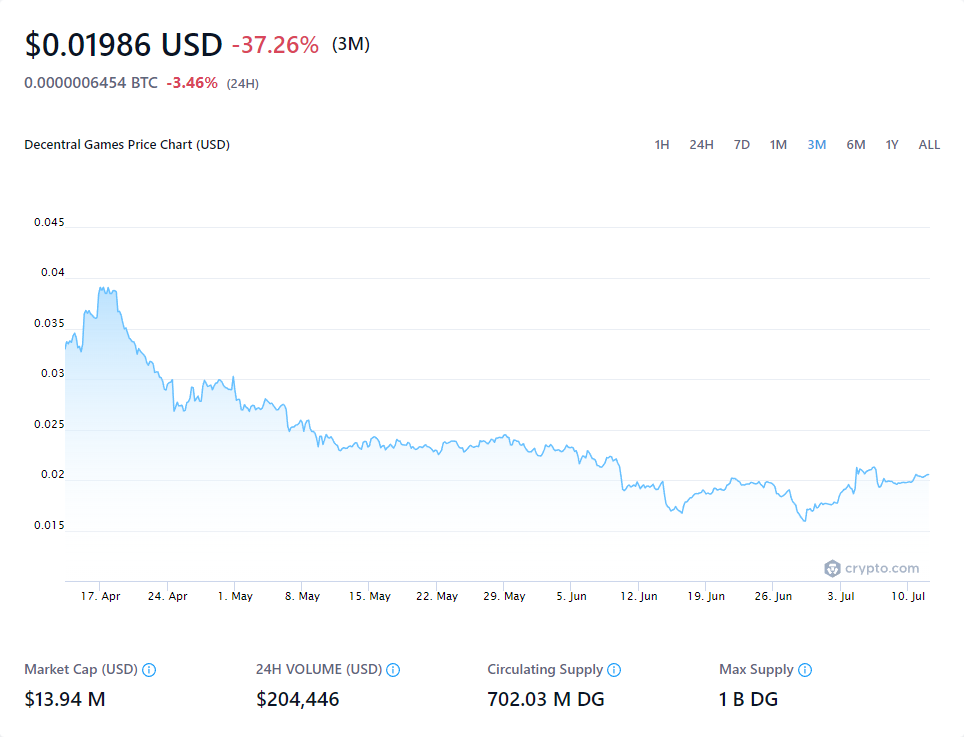 $0.01986 USD -37.26% (3M)
0.0000006454 BTC -3.46% (24H)
Decentral Games Price Chart (USD)
1H 24H 7D 1M 3M 6M 1Y ALL
0.045
0.04
0.035
0.03
0.025
0.02
0.015
crypto.com
17. Apr 24. Apr 1. May 8. May 15. May 22. May 29. May 5. Jun 12. Jun 19. Jun 26. Jun 3. Jul 10. Jul
Market Cap (USD) 24H VOLUME (USD) Circulating Supply Max Supply
$13.94 M $204,446 702.03 M DG 1 B DG